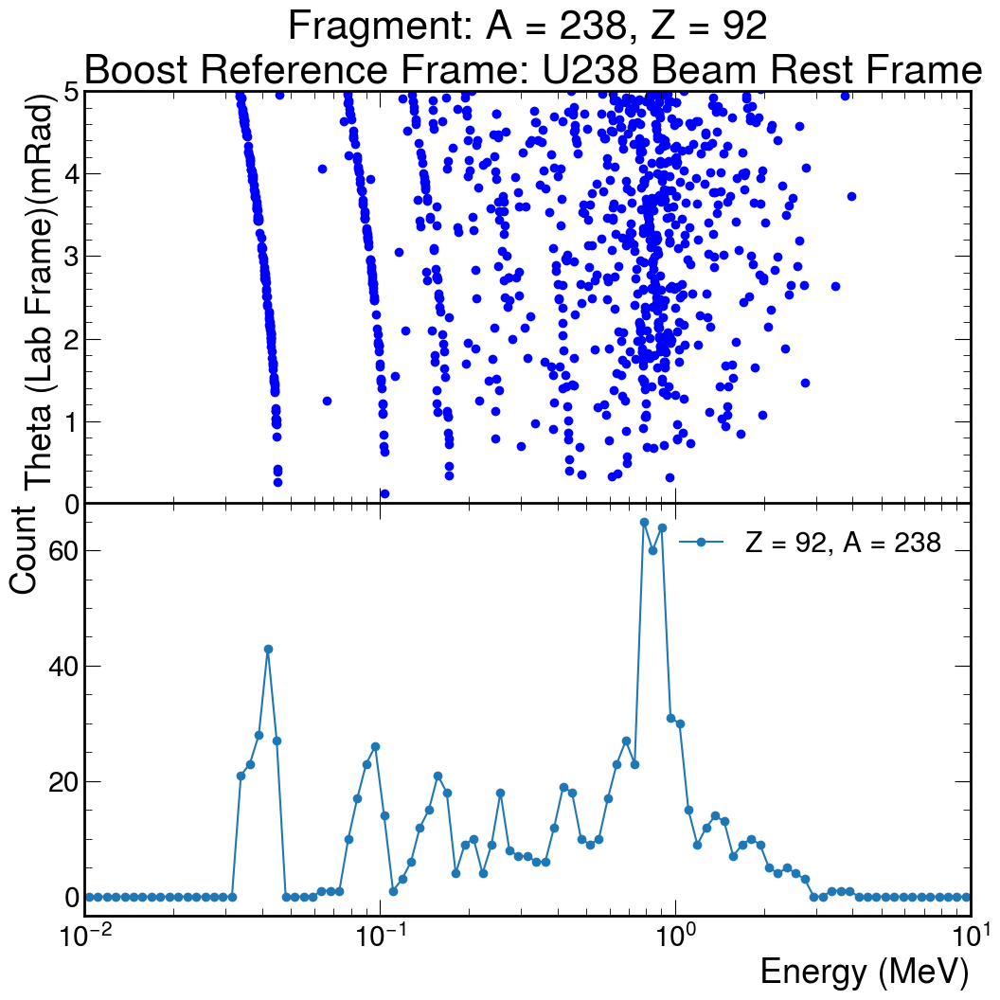 Fragment: A = 238, Z = 92
Boost Reference Frame: U238 Beam Rest Frame
Theta (Lab Frame)(mRad)
5
4
3
2
1
0
Count
60
40
20
0
Z = 92, A = 238
10⁻² 10⁻¹ 10⁰ 10¹
Energy (MeV)